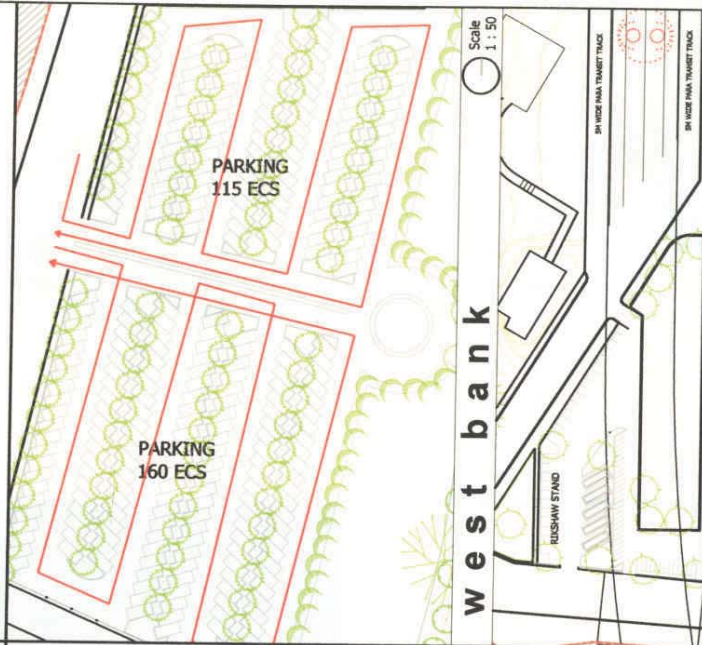 PARKING
115 ECS
PARKING
160 ECS
west bank
Scale
1 : 50
5M WIDE PARA TRANSIT TRACK
5M WIDE PARA TRANSIT TRACK
RIKSHAW STAND